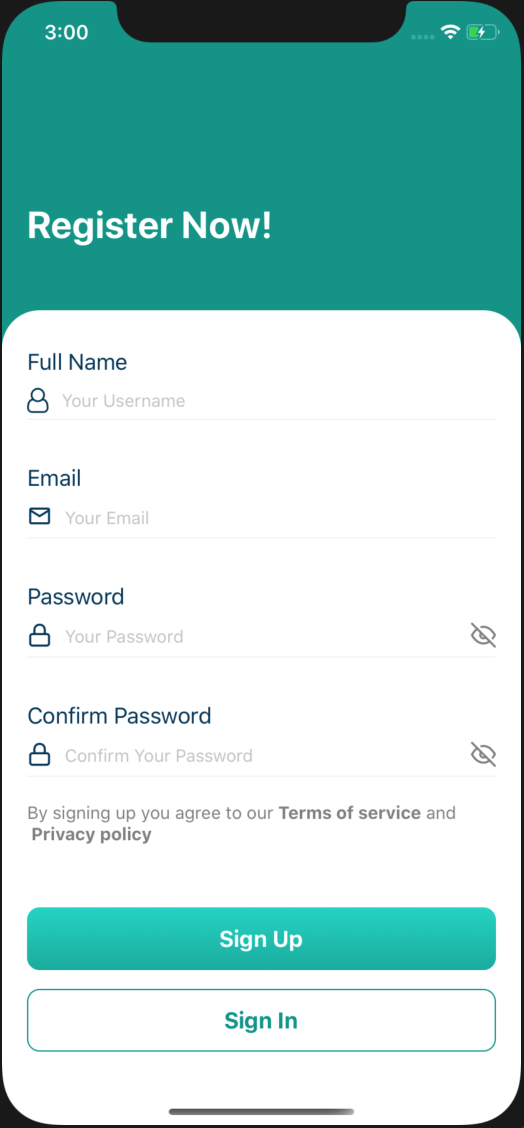 3:00
Register Now!
Full Name
Your Username
Email
Your Email
Password
Your Password
Confirm Password
Confirm Your Password
By signing up you agree to our Terms of service and
Privacy policy
Sign Up
Sign In